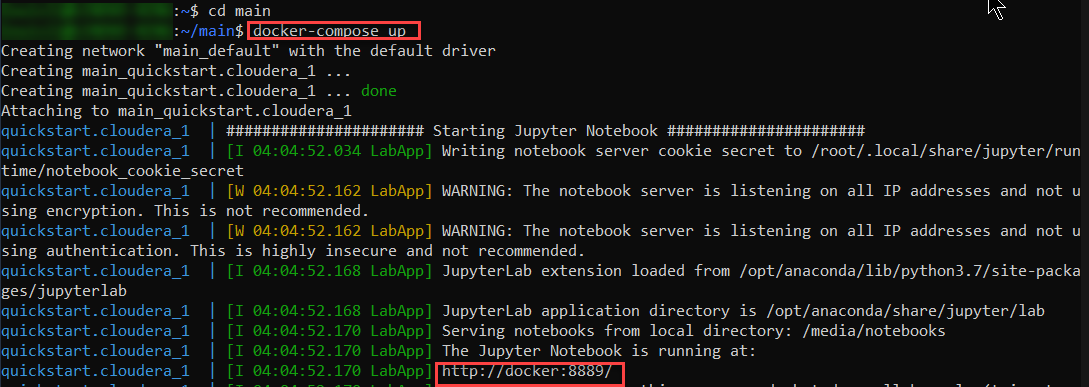 :~$ cd main
:~/main$ docker-compose up
Creating network "main_default" with the default driver
Creating main_quickstart.cloudera_1 ...
Creating main_quickstart.cloudera_1 ... done
Attaching to main_quickstart.cloudera_1
quickstart.cloudera_1  | ###################### Starting Jupyter Notebook ######################
quickstart.cloudera_1  | [I 04:04:52.034 LabApp] Writing notebook server cookie secret to /root/.local/share/jupyter/run
time/notebook_cookie_secret
quickstart.cloudera_1  | [W 04:04:52.162 LabApp] WARNING: The notebook server is listening on all IP addresses and not u
sing encryption. This is not recommended.
quickstart.cloudera_1  | [W 04:04:52.162 LabApp] WARNING: The notebook server is listening on all IP addresses and not u
sing authentication. This is highly insecure and not recommended.
quickstart.cloudera_1  | [I 04:04:52.168 LabApp] JupyterLab extension loaded from /opt/anaconda/lib/python3.7/site-packa
ges/jupyterlab
quickstart.cloudera_1  | [I 04:04:52.168 LabApp] JupyterLab application directory is /opt/anaconda/share/jupyter/lab
quickstart.cloudera_1  | [I 04:04:52.170 LabApp] Serving notebooks from local directory: /media/notebooks
quickstart.cloudera_1  | [I 04:04:52.170 LabApp] The Jupyter Notebook is running at:
quickstart.cloudera_1  | [I 04:04:52.170 LabApp] http://docker:8889/